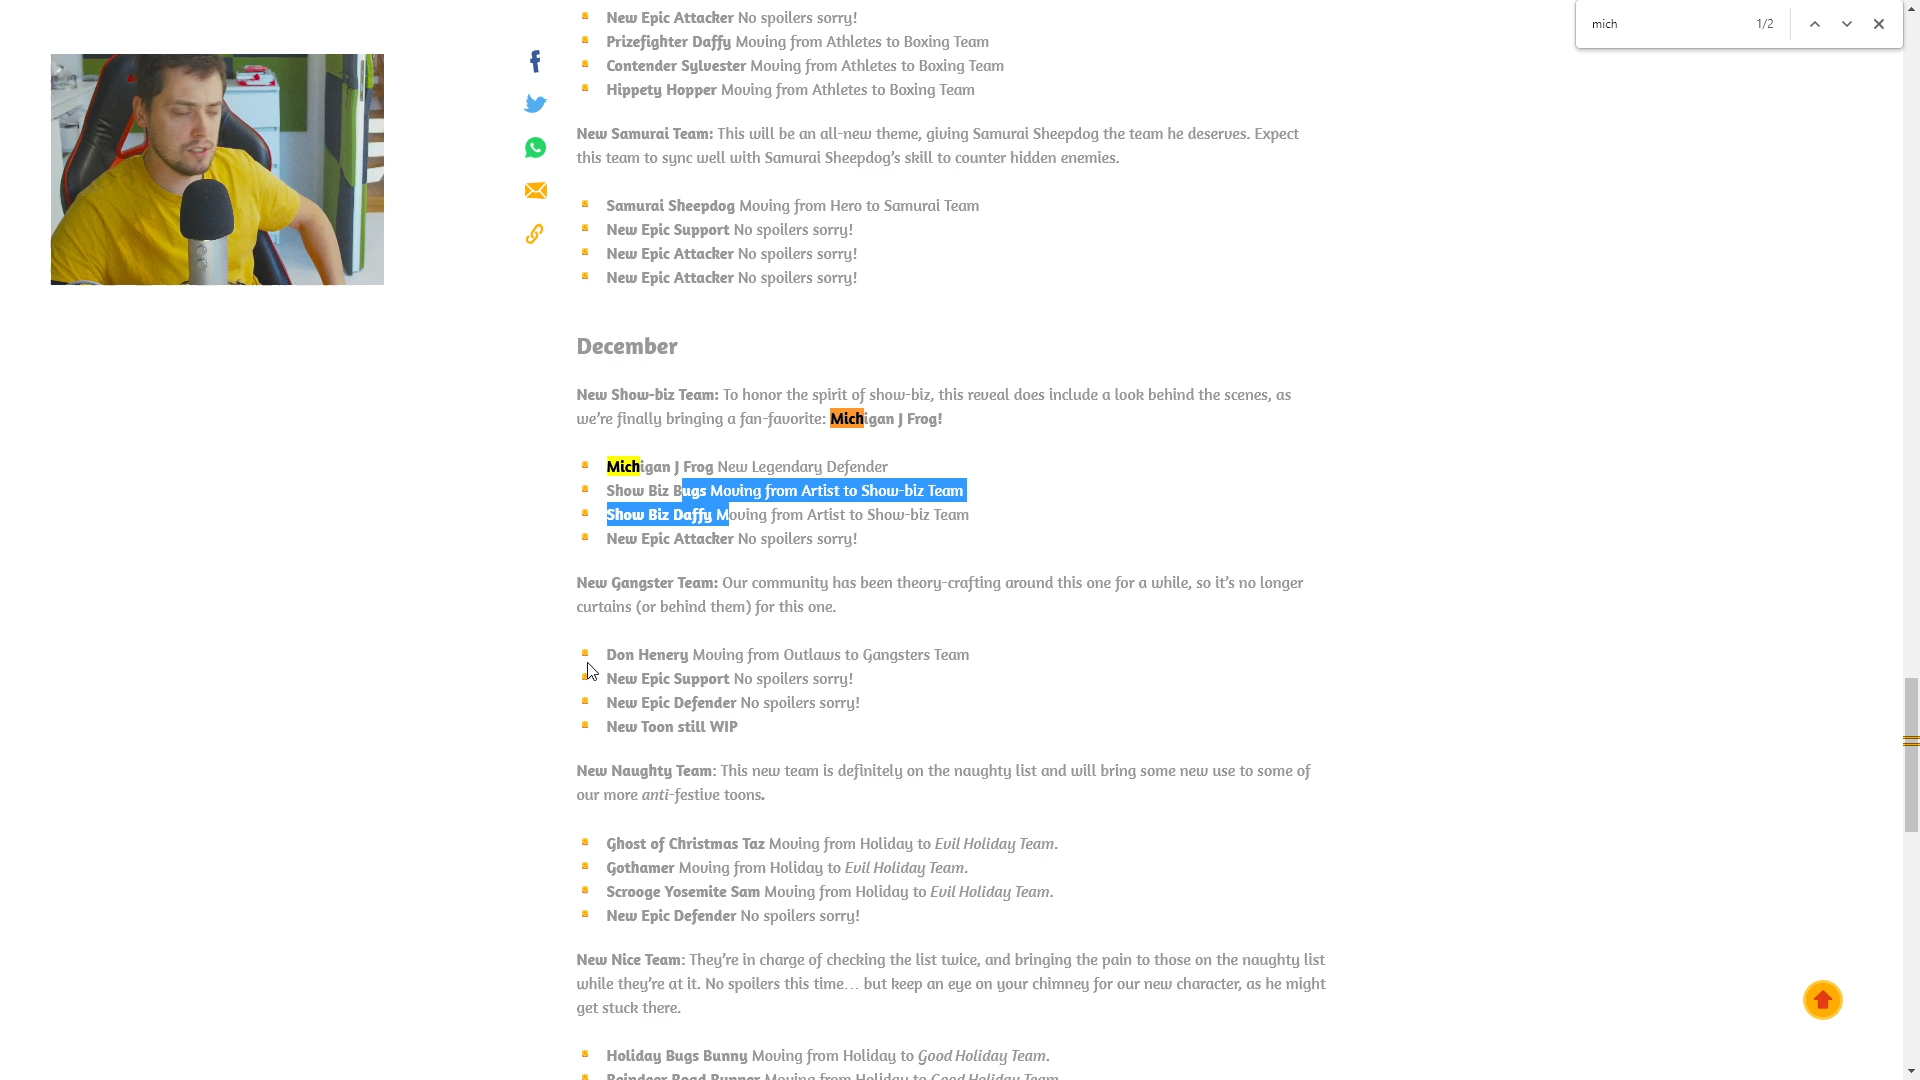 mich
1/2
New Epic Attacker No spoilers sorry!
Prizefighter Daffy Moving from Athletes to Boxing Team
Contender Sylvester Moving from Athletes to Boxing Team
Hippety Hopper Moving from Athletes to Boxing Team
New Samurai Team: This will be an all-new theme, giving Samurai Sheepdog the team he deserves. Expect
this team to sync well with Samurai Sheepdog's skill to counter hidden enemies.
Samurai Sheepdog Moving from Hero to Samurai Team
New Epic Support No spoilers sorry!
New Epic Attacker No spoilers sorry!
New Epic Attacker No spoilers sorry!
December
New Show-biz Team: To honor the spirit of show-biz, this reveal does include a look behind the scenes, as
we're finally bringing a fan-favorite: Michigan J Frog!
Michigan J Frog New Legendary Defender
Show Biz Bugs Moving from Artist to Show-biz Team
Show Biz Daffy Moving from Artist to Show-biz Team
New Epic Attacker No spoilers sorry!
New Gangster Team: Our community has been theory-crafting around this one for a while, so it's no longer
curtains (or behind them) for this one.
Don Henery Moving from Outlaws to Gangsters Team
New Epic Support No spoilers sorry!
New Epic Defender No spoilers sorry!
New Toon still WIP
New Naughty Team: This new team is definitely on the naughty list and will bring some new use to some of
our more anti-festive toons.
Ghost of Christmas Taz Moving from Holiday to Evil Holiday Team.
Gothamer Moving from Holiday to Evil Holiday Team.
Scrooge Yosemite Sam Moving from Holiday to Evil Holiday Team.
New Epic Defender No spoilers sorry!
New Nice Team: They're in charge of checking the list twice, and bringing the pain to those on the naughty list
while they're at it. No spoilers this time... but keep an eye on your chimney for our new character, as he might
get stuck there.
Holiday Bugs Bunny Moving from Holiday to Good Holiday Team.
Reindeer Road Runner Moving from Holiday to Good Holiday Team.